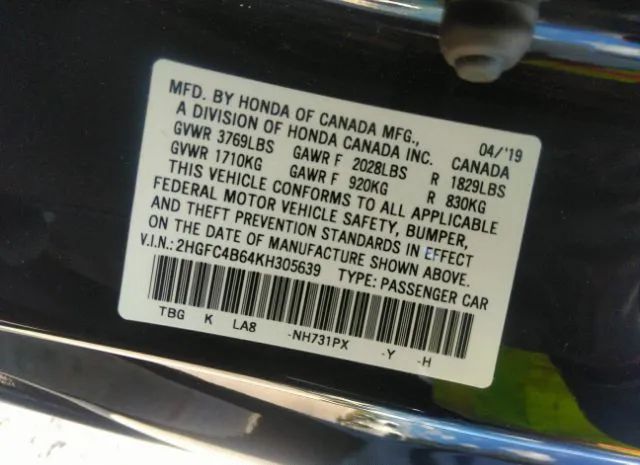 MFD. BY HONDA OF CANADA MFG.,
A DIVISION OF HONDA CANADA INC. CANADA 04/'19
GVWR 3769LBS GAWR F 2028LBS R 1829LBS
GVWR 1710KG GAWR F 920KG R 830KG
THIS VEHICLE CONFORMS TO ALL APPLICABLE
FEDERAL MOTOR VEHICLE SAFETY, BUMPER,
AND THEFT PREVENTION STANDARDS IN EFFECT
ON THE DATE OF MANUFACTURE SHOWN ABOVE.
V.I.N.: 2HGFC4B64KH305639 TYPE: PASSENGER CAR
TBG K LA8 -NH731PX -Y -H